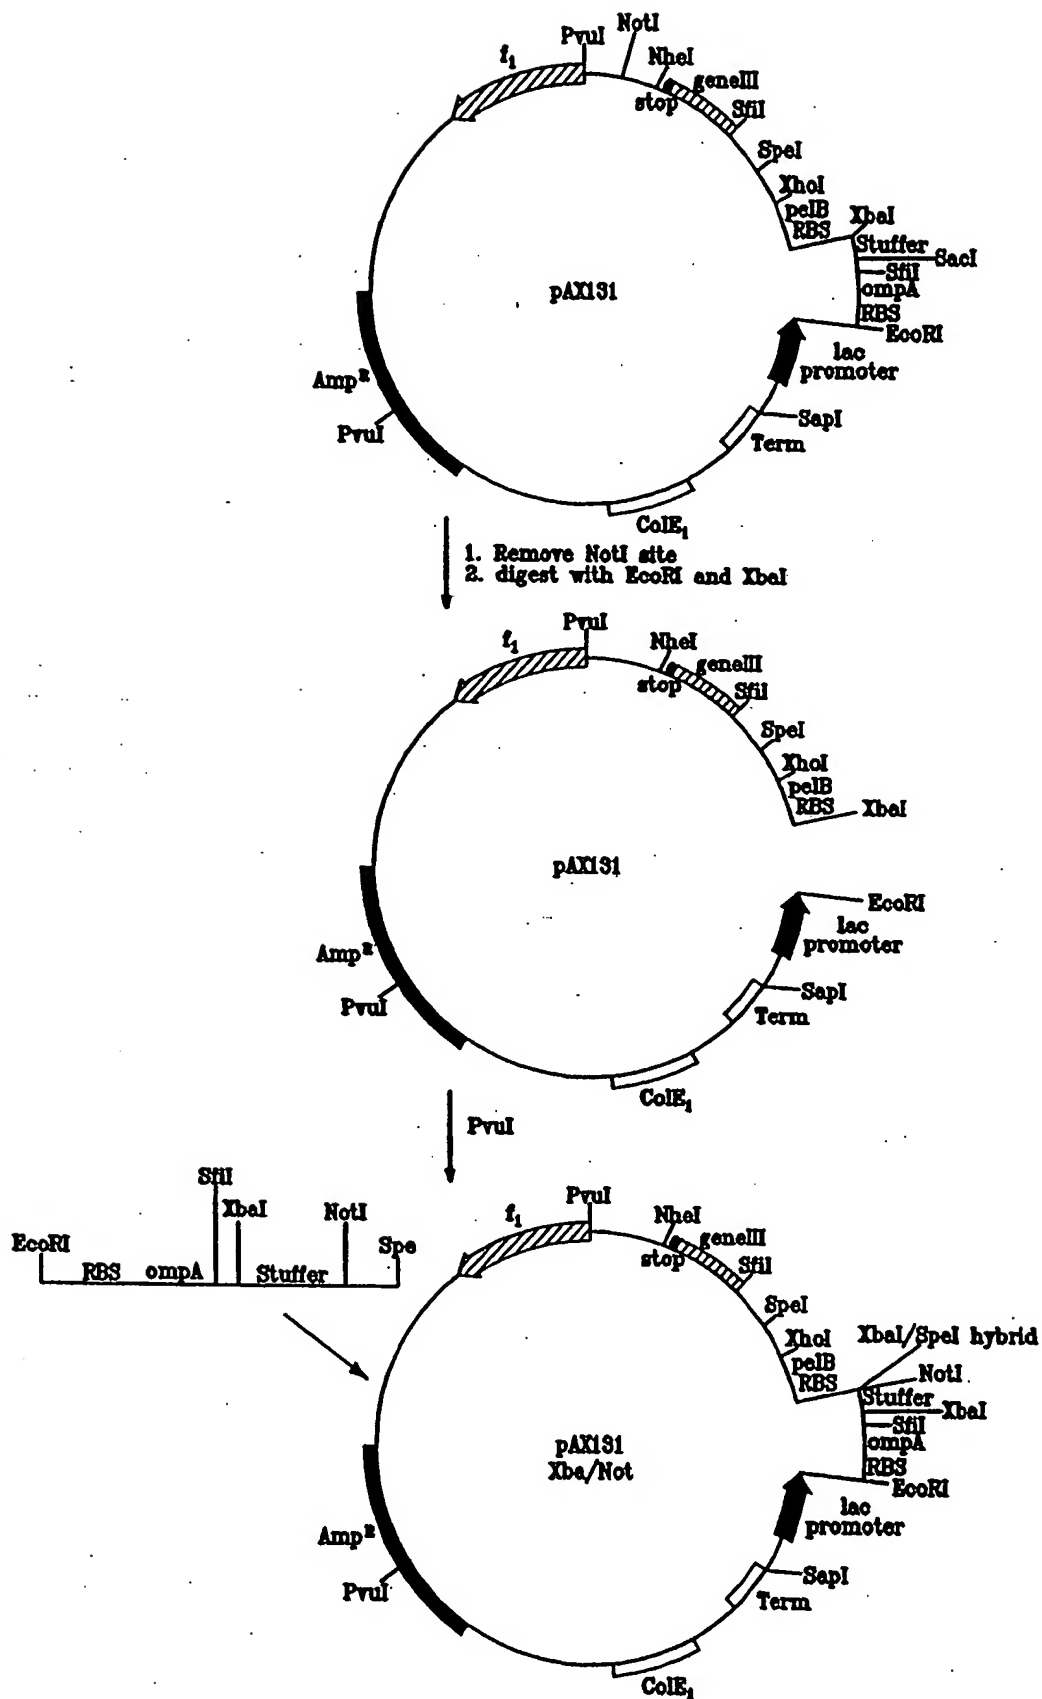 NotI
PvuI
f1
NheI
geneIII
stop
SfiI
SpeI
XhoI
pelB
XbaI
RBS
Stuffer
SacI
SfiI
pAX131
ompA
RBS
EcoRI
lac
promoter
Amp R
SapI
PvuI
Term
ColE1
1. Remove NotI site
2. digest with EcoRI and XbaI
PvuI
f1
NheI
geneIII
stop
SfiI
SpeI
XhoI
pelB
RBS
XbaI
pAX131
EcoRI
lac
promoter
Amp R
SapI
PvuI
Term
ColE1
PvuI
SfiI
XbaI
NotI
EcoRI
Spe
RBS
ompA
Stuffer
PvuI
f1
NheI
geneIII
stop
SfiI
SpeI
XhoI
XbaI/SpeI hybrid
pelB
NotI
RBS
Stuffer
XbaI
SfiI
pAX131
Xba/Not
ompA
RBS
EcoRI
lac
promoter
Amp R
SapI
PvuI
Term
ColE1